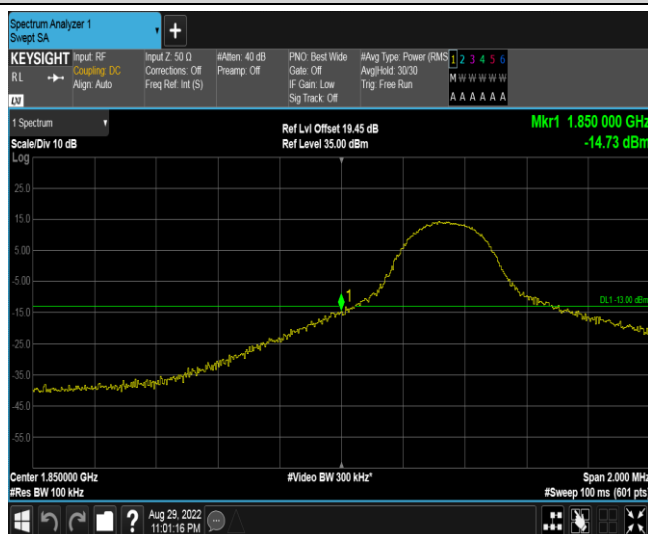 Spectrum Analyzer 1
Swept SA
+
KEYSIGHT
RL
Input: RF
Coupling: DC
Align: Auto
Input Z: 50 Ω
Corrections: Off
Freq Ref: Int (S)
#Atten: 40 dB
Preamp: Off
PNO: Best Wide
Gate: Off
IF Gain: Low
Sig Track: Off
#Avg Type: Power (RMS
Avg|Hold: 30/30
Trig: Free Run
1 2 3 4 5 6
M W W W W W
A A A A A A
LXI
1 Spectrum
Scale/Div 10 dB
Ref Lvl Offset 19.45 dB
Ref Level 35.00 dBm
Mkr1 1.850 000 GHz
-14.73 dBm
Log
25.0
15.0
5.00
-5.00
1
DL1 -13.00 dBm
-15.0
-25.0
-35.0
-45.0
-55.0
Center 1.850000 GHz
#Video BW 300 kHz*
Span 2.000 MHz
#Res BW 100 kHz
#Sweep 100 ms (601 pts)
?
Aug 29, 2022
11:01:16 PM